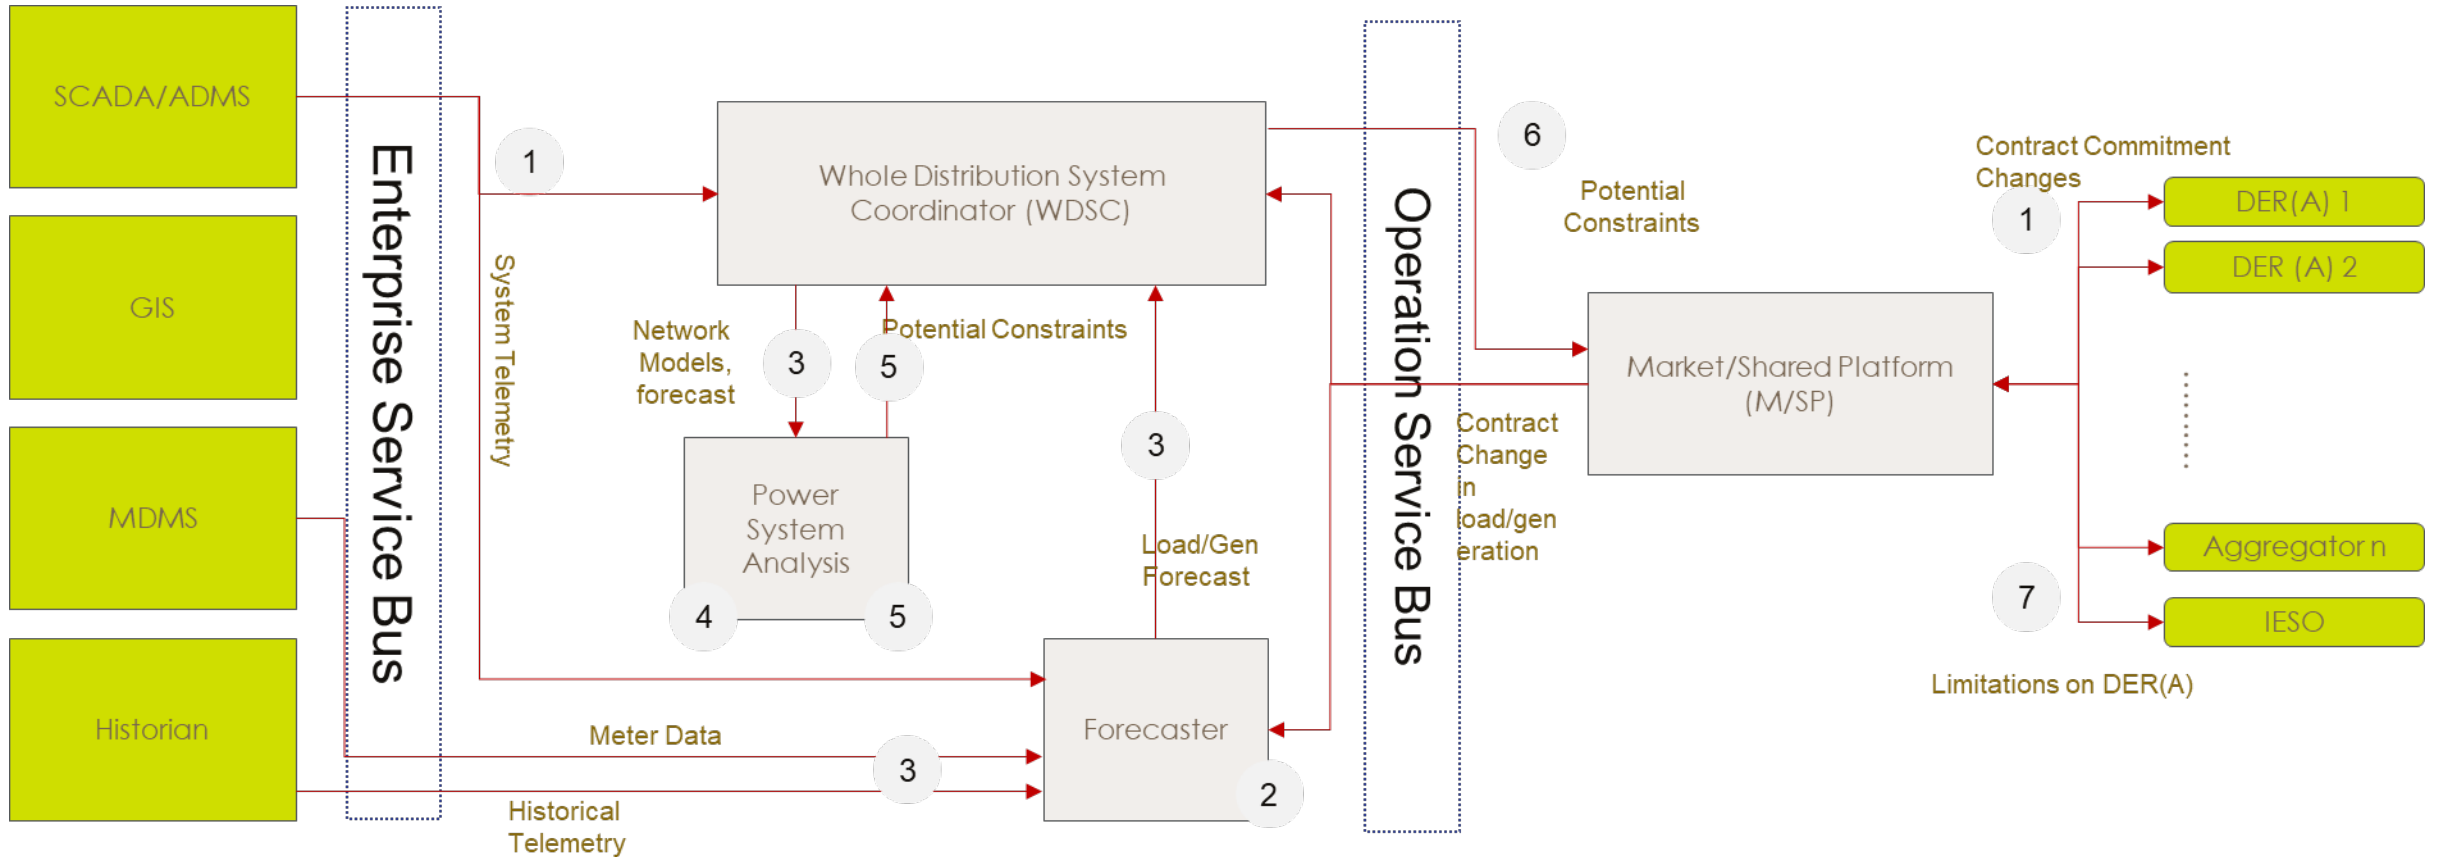 SCADA/ADMS
GIS
MDMS
Historian
Enterprise Service Bus
1
System Telemetry
Whole Distribution System
Coordinator (WDSC)
Network
Models,
forecast
3
Potential Constraints
5
Power
System
Analysis
4
5
3
Load/Gen
Forecast
Meter Data
3
Historical
Telemetry
Forecaster
2
Operation Service Bus
6
Potential
Constraints
Contract
Change
in
load/gen
eration
Market/Shared Platform
(M/SP)
Contract Commitment
Changes
1
DER(A) 1
DER (A) 2
Aggregator n
7
IESO
Limitations on DER(A)